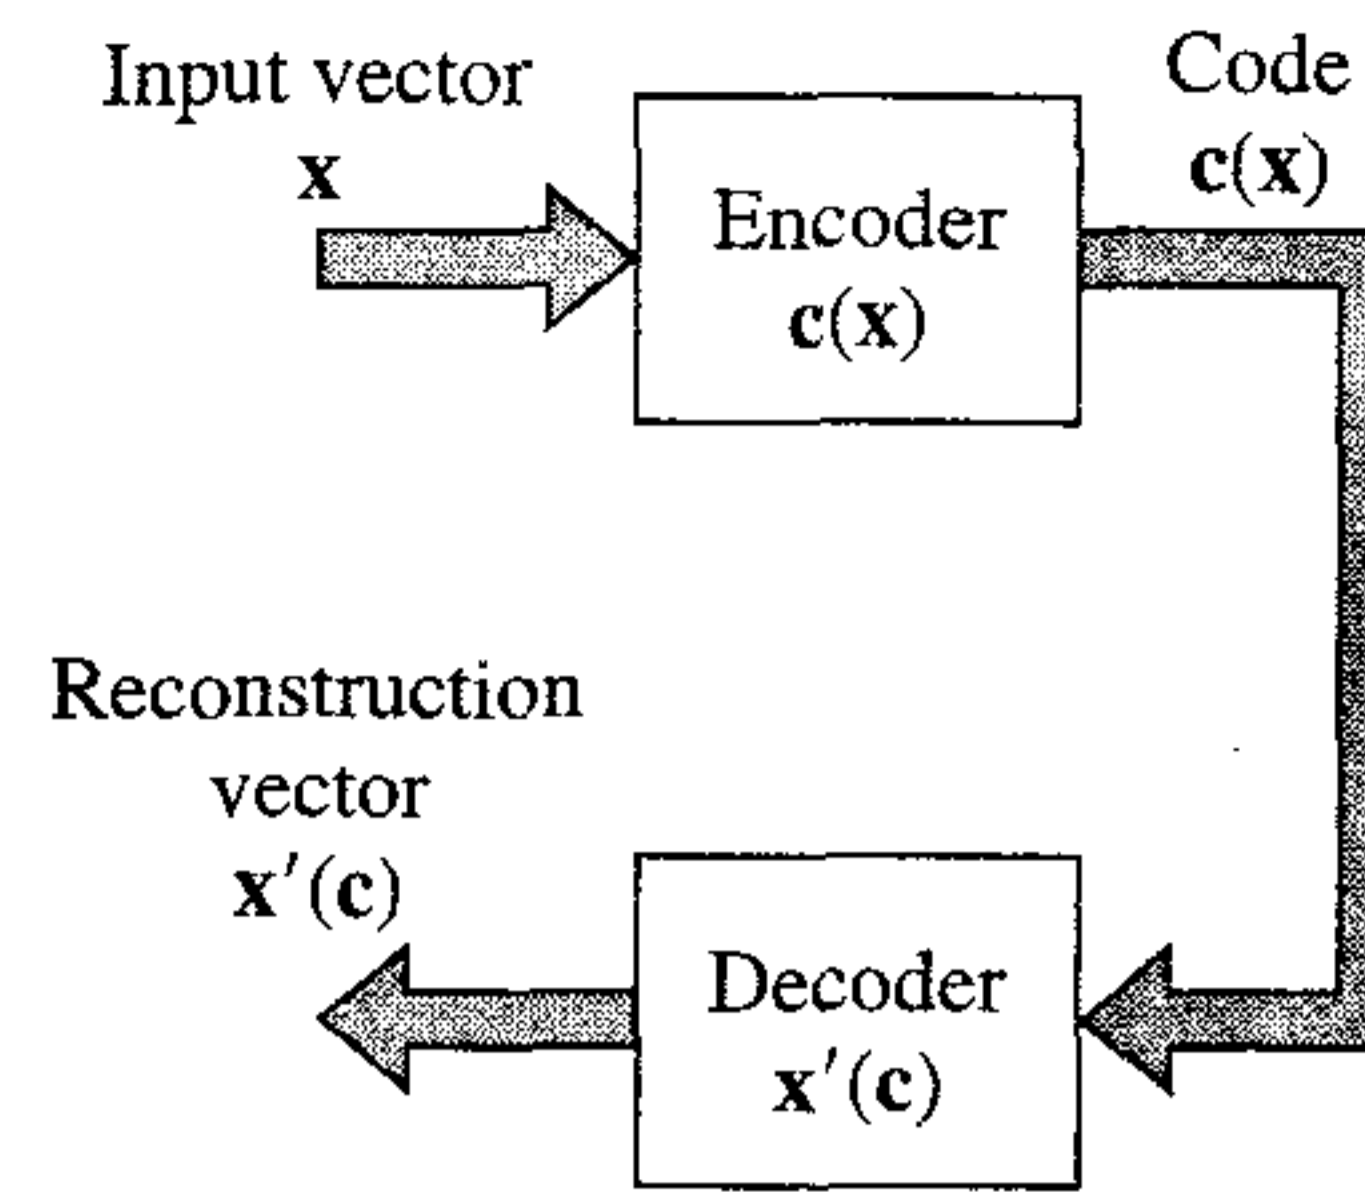 Input vector
x
Encoder
c(x)
Code
c(x)
Reconstruction
vector
x′(c)
Decoder
x′(c)